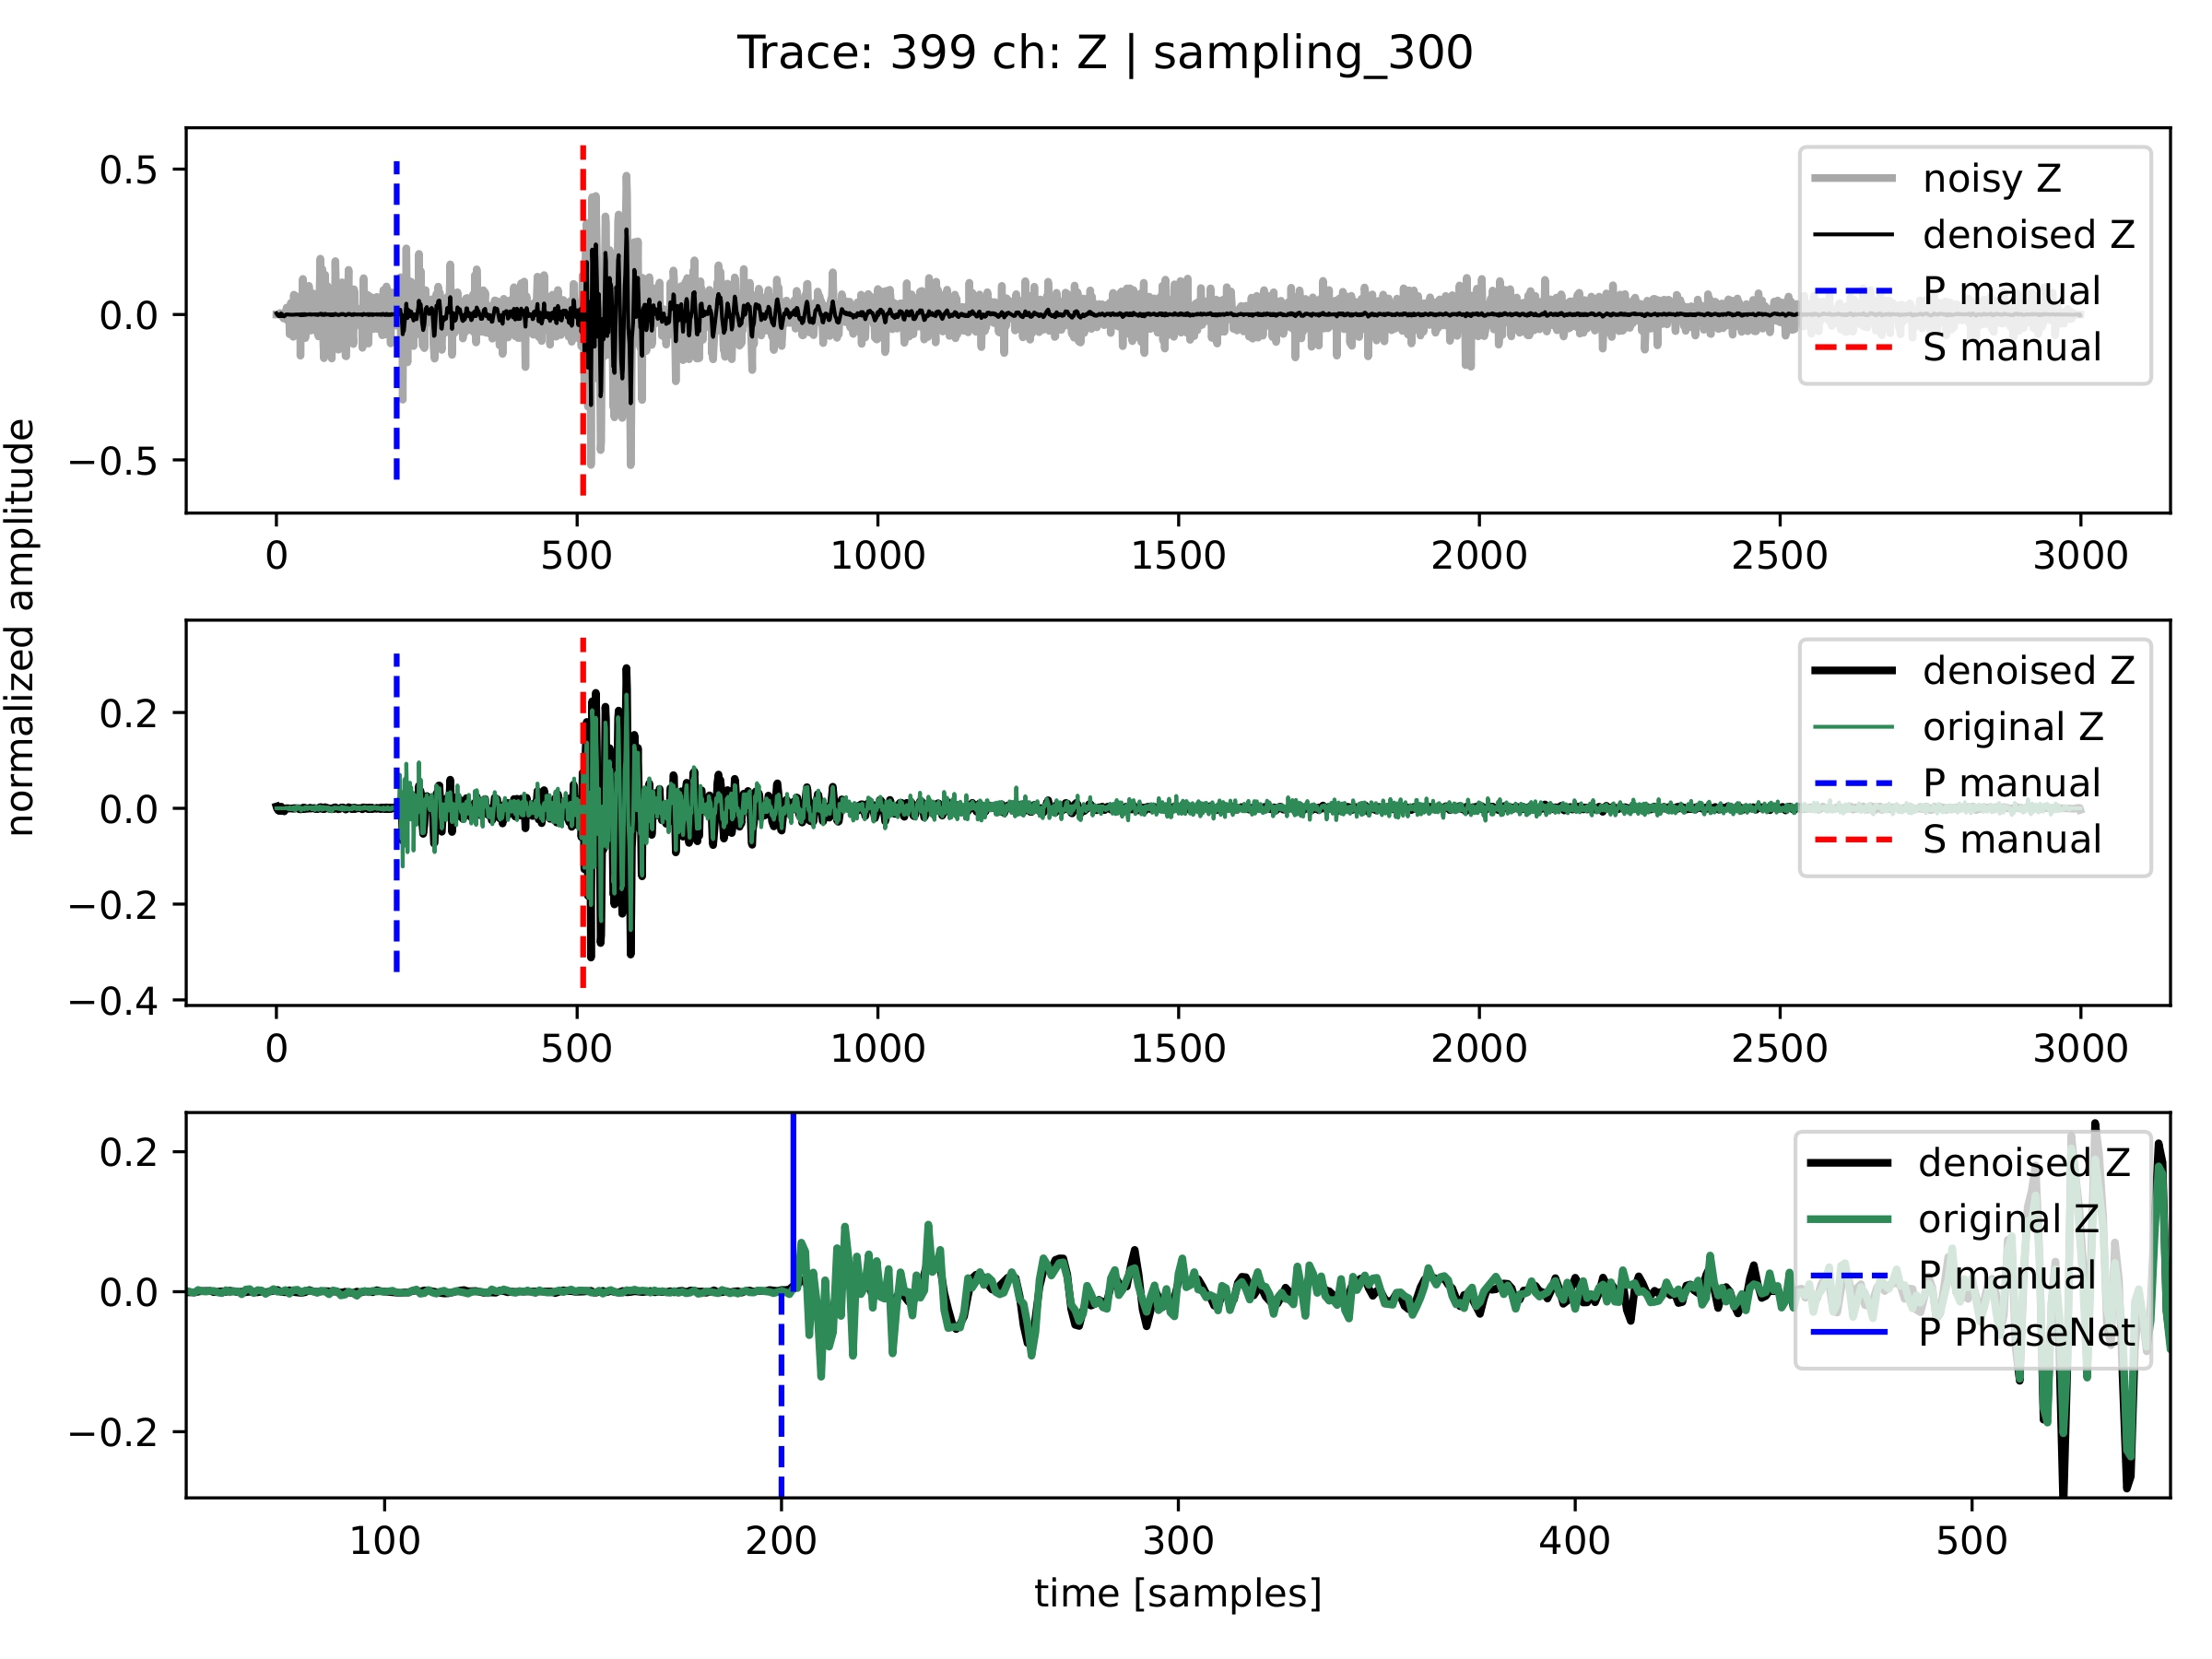 Trace: 399 ch: Z | sampling_300
normalized amplitude
0.5
0.0
−0.5
noisy Z
denoised Z
P manual
S manual
0 500 1000 1500 2000 2500 3000
0.2
0.0
−0.2
−0.4
denoised Z
original Z
P manual
S manual
0 500 1000 1500 2000 2500 3000
0.2
0.0
−0.2
denoised Z
original Z
P manual
P PhaseNet
100 200 300 400 500
time [samples]